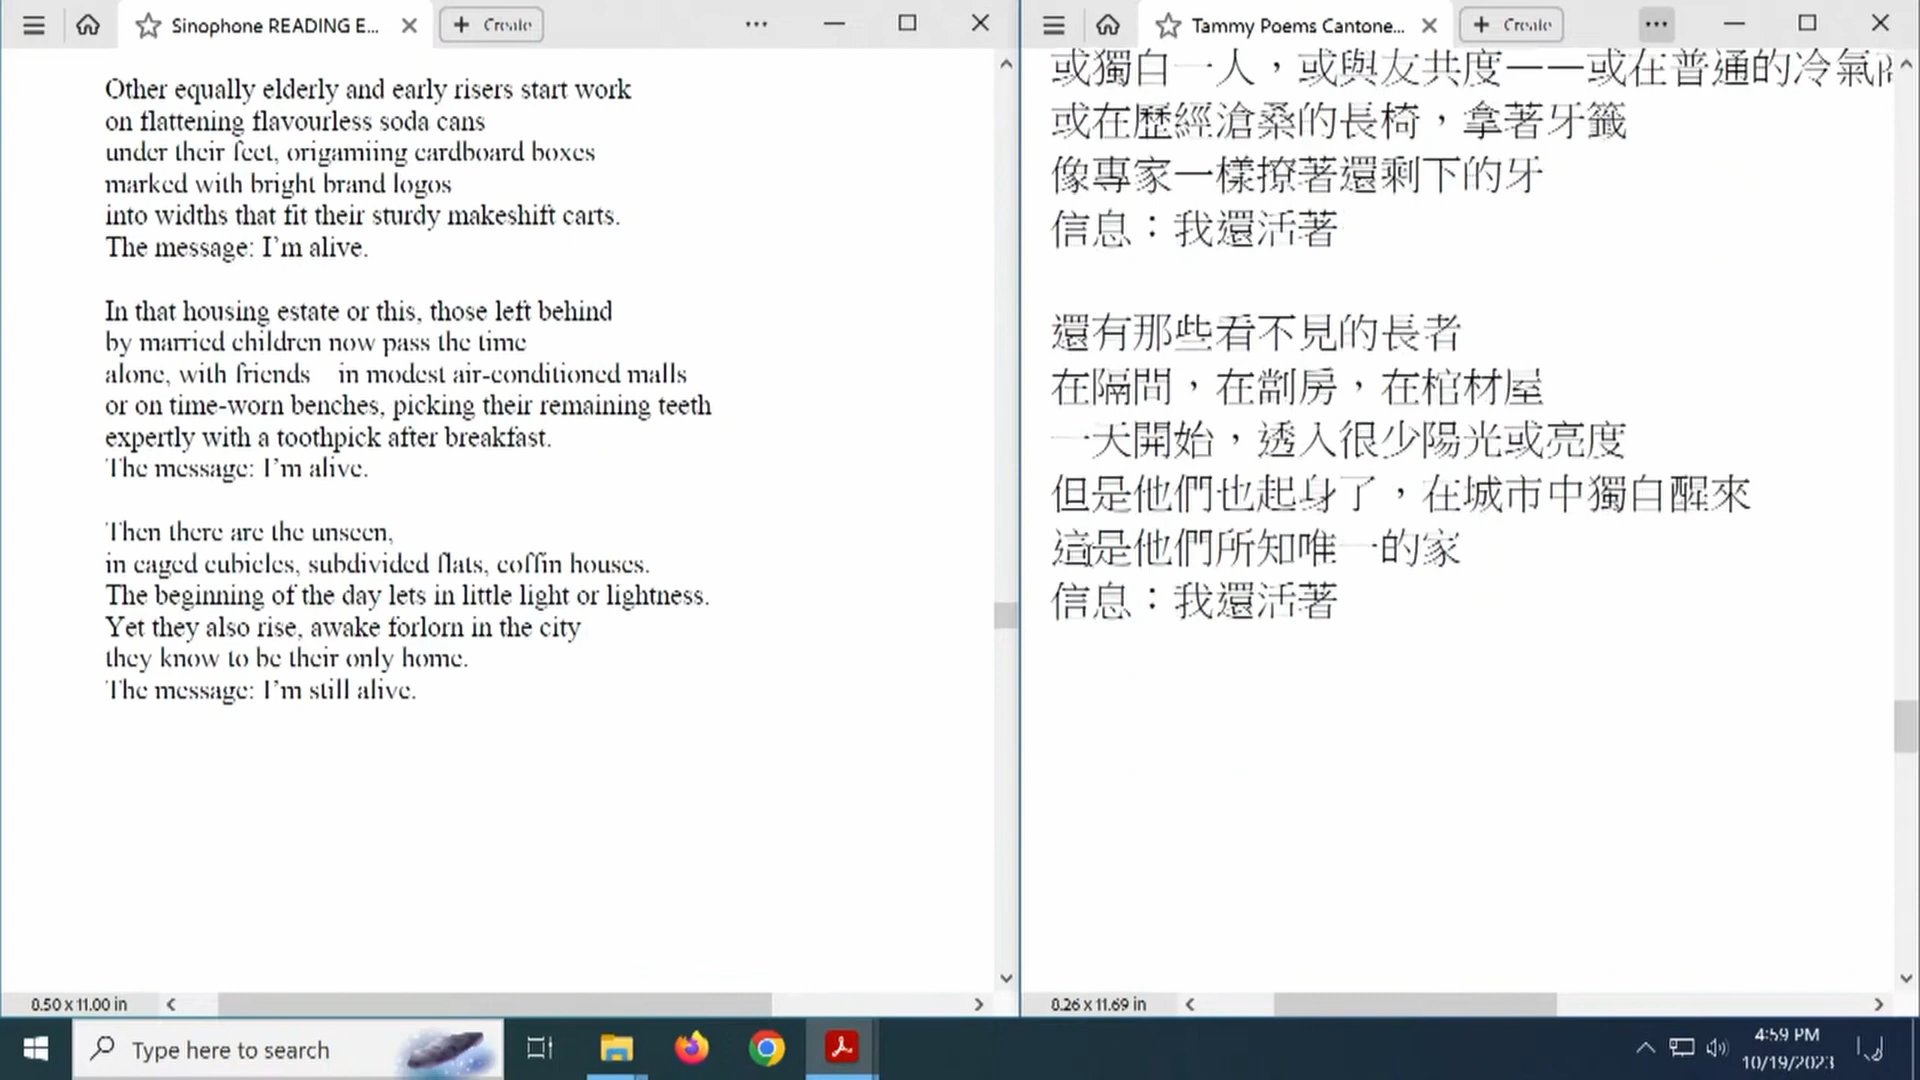 Sinophone READING E...
Create
Other equally elderly and early risers start work
on flattening flavourless soda cans
under their feet, origamiing cardboard boxes
marked with bright brand logos
into widths that fit their sturdy makeshift carts.
The message: I'm alive.
In that housing estate or this, those left behind
by married children now pass the time
alone, with friends in modest air-conditioned malls
or on time-worn benches, picking their remaining teeth
expertly with a toothpick after breakfast.
The message: I'm alive.
Then there are the unseen,
in caged cubicles, subdivided flats, coffin houses.
The beginning of the day lets in little light or lightness.
Yet they also rise, awake forlorn in the city
they know to be their only home.
The message: I'm still alive.
8.50 x 11.00 in
Tammy Poems Cantone...
Create
或獨自一人，或與友共度——或在普通的冷氣
或在歷經滄桑的長椅，拿著牙籤
像專家一樣撩著還剩下的牙
信息：我還活著
還有那些看不見的長者
在隔間，在劏房，在棺材屋
一天開始，透入很少陽光或亮度
但是他們也起身了，在城市中獨自醒來
這是他們所知唯一的家
信息：我還活著
8.26 x 11.69 in
Type here to search
4:59 PM
10/19/2023